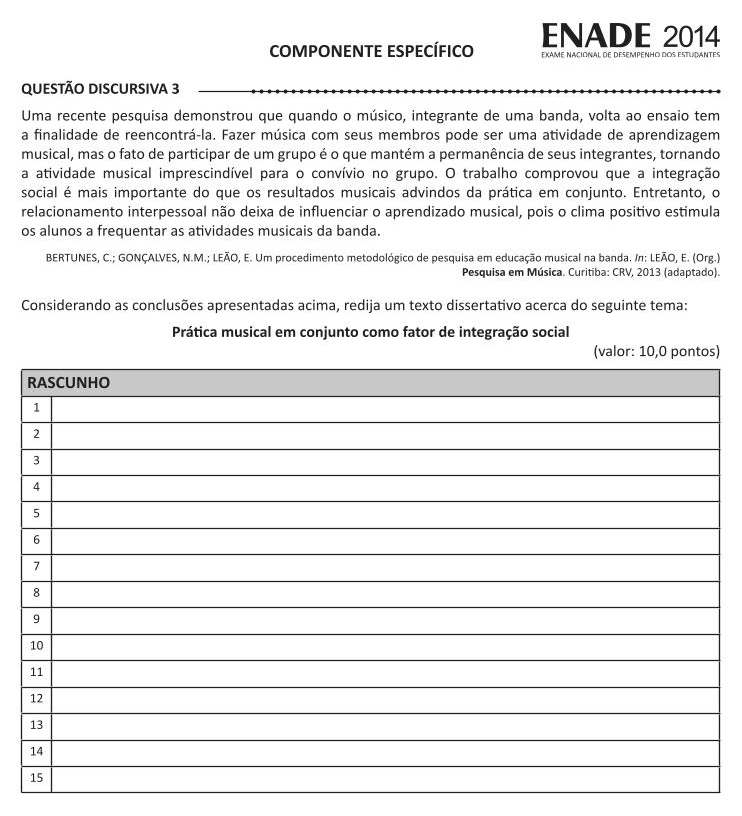 ENADE 2014
EXAME NACIONAL DE DESEMPENHO DOS ESTUDANTES
COMPONENTE ESPECÍFICO
QUESTÃO DISCURSIVA 3
Uma recente pesquisa demonstrou que quando o músico, integrante de uma banda, volta ao ensaio tem
a finalidade de reencontrá-la. Fazer música com seus membros pode ser uma atividade de aprendizagem
musical, mas o fato de participar de um grupo é o que mantém a permanência de seus integrantes, tornando
a atividade musical imprescindível para o convívio no grupo. O trabalho comprovou que a integração
social é mais importante do que os resultados musicais advindos da prática em conjunto. Entretanto, o
relacionamento interpessoal não deixa de influenciar o aprendizado musical, pois o clima positivo estimula
os alunos a frequentar as atividades musicais da banda.
BERTUNES, C.; GONÇALVES, N.M.; LEÃO, E. Um procedimento metodológico de pesquisa em educação musical na banda. In: LEÃO, E. (Org.)
Pesquisa em Música. Curitiba: CRV, 2013 (adaptado).
Considerando as conclusões apresentadas acima, redija um texto dissertativo acerca do seguinte tema:
Prática musical em conjunto como fator de integração social
(valor: 10,0 pontos)
RASCUNHO
1
2
3
4
5
6
7
8
9
10
11
12
13
14
15